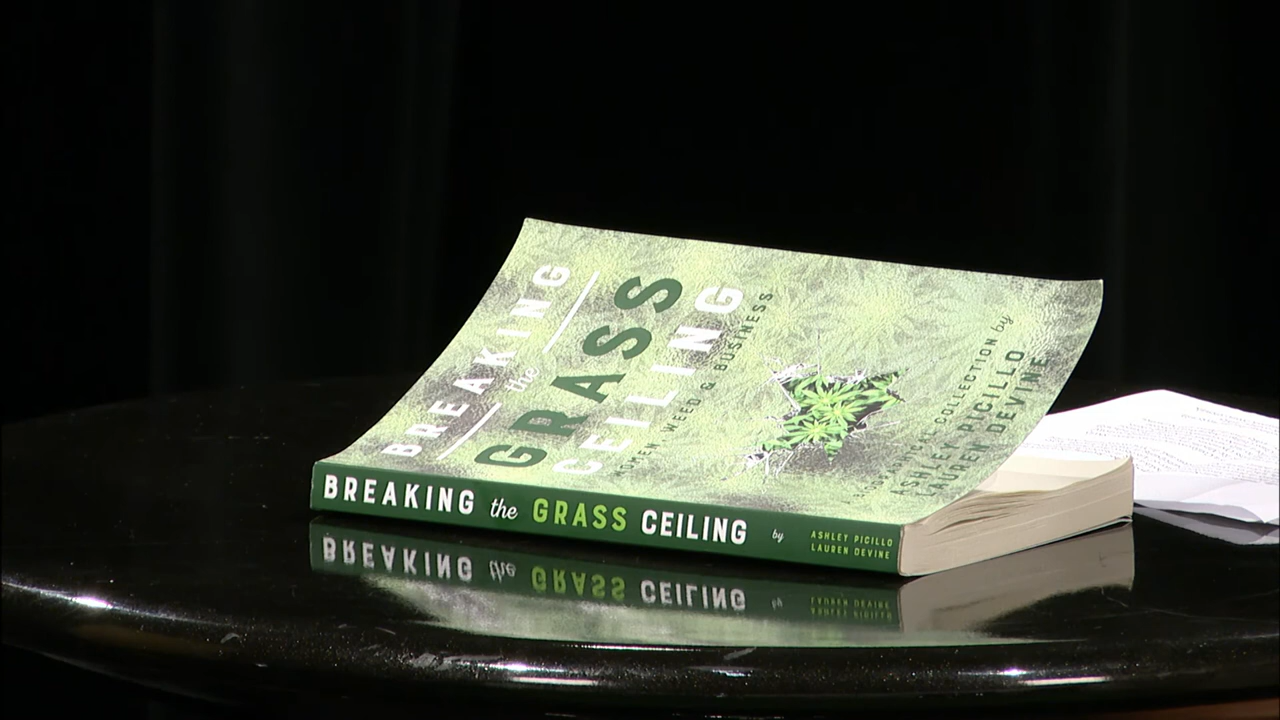 BREAKING
the
GRASS
CEILING
WOMEN, WEED & BUSINESS
A BIOGRAPHICAL COLLECTION by
ASHLEY PICILLO
LAUREN DEVINE
BREAKING the GRASS CEILING by ASHLEY PICILLO
LAUREN DEVINE